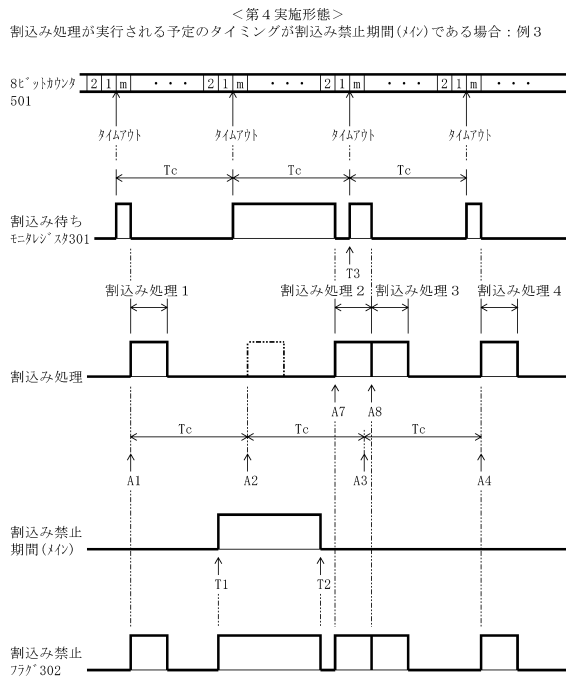 ＜第４実施形態＞
割込み処理が実行される予定のタイミングが割込み禁止期間(ﾒｲﾝ)である場合：例３
8ﾋﾞｯﾄｶｳﾝﾀ
501
2 1 m ・・・ 2 1 m ・・・ 2 1 m ・・・ 2 1 m ・・・
ﾀｲﾑｱｳﾄ ﾀｲﾑｱｳﾄ ﾀｲﾑｱｳﾄ ﾀｲﾑｱｳﾄ
Tc Tc Tc
割込み待ち
ﾓﾆﾀﾚｼﾞｽﾀ301
T3
割込み処理１ 割込み処理２ 割込み処理３ 割込み処理４
割込み処理
A7 A8
Tc Tc Tc
A1 A2 A3 A4
割込み禁止
期間(ﾒｲﾝ)
T1 T2
割込み禁止
ﾌﾗｸﾞ302